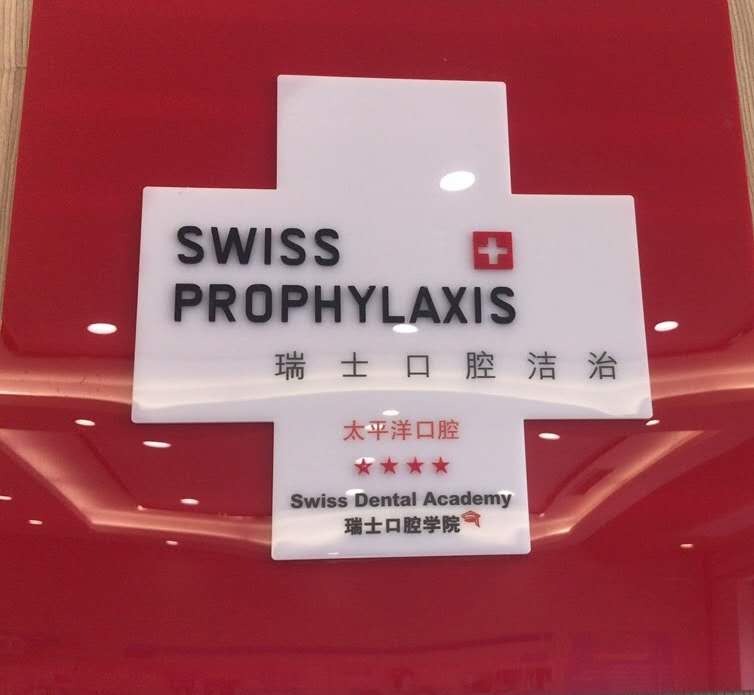 SWISS
PROPHYLAXIS
瑞士口腔洁治
太平洋口腔
★★★★
Swiss Dental Academy
瑞士口腔学院